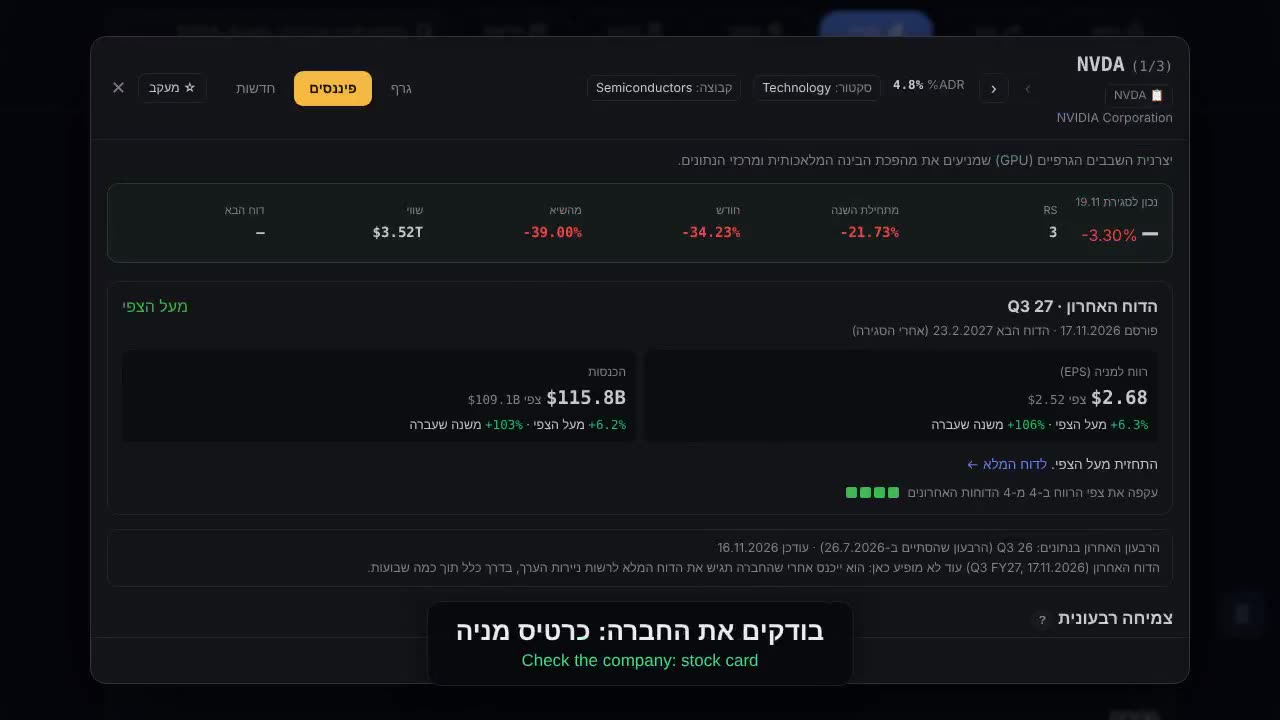 NVDA (1/3)
NVDA 📋
NVIDIA Corporation
‹ ›
%ADR 4.8%
סקטור: Technology
קבוצה: Semiconductors
גרף
פיננסים
חדשות
☆ מעקב
✕
יצרנית השבבים הגרפיים (GPU) שמניעים את מהפכת הבינה המלאכותית ומרכזי הנתונים.
נכון לסגירת 19.11
— -3.30%
RS
3
מתחילת השנה
-21.73%
חודש
-34.23%
מהשיא
-39.00%
שווי
$3.52T
דוח הבא
—
הדוח האחרון · Q3 27
מעל הצפי
פורסם 17.11.2026 · הדוח הבא 23.2.2027 (אחרי הסגירה)
רווח למניה (EPS)
$2.68 צפי $2.52
+6.3% מעל הצפי · +106% משנה שעברה
הכנסות
$115.8B צפי $109.1B
+6.2% מעל הצפי · +103% משנה שעברה
התחזית מעל הצפי. לדוח המלא ←
עקפה את צפי הרווח ב-4 מ-4 הדוחות האחרונים
הרבעון האחרון בנתונים: Q3 26 (הרבעון שהסתיים ב-26.7.2026) · עודכן 16.11.2026
הדוח האחרון (Q3 FY27, 17.11.2026) עוד לא מופיע כאן: הוא ייכנס אחרי שהחברה תגיש את הדוח המלא לרשות ניירות הערך, בדרך כלל תוך כמה שבועות.
צמיחה רבעונית ?
בודקים את החברה: כרטיס מניה
Check the company: stock card